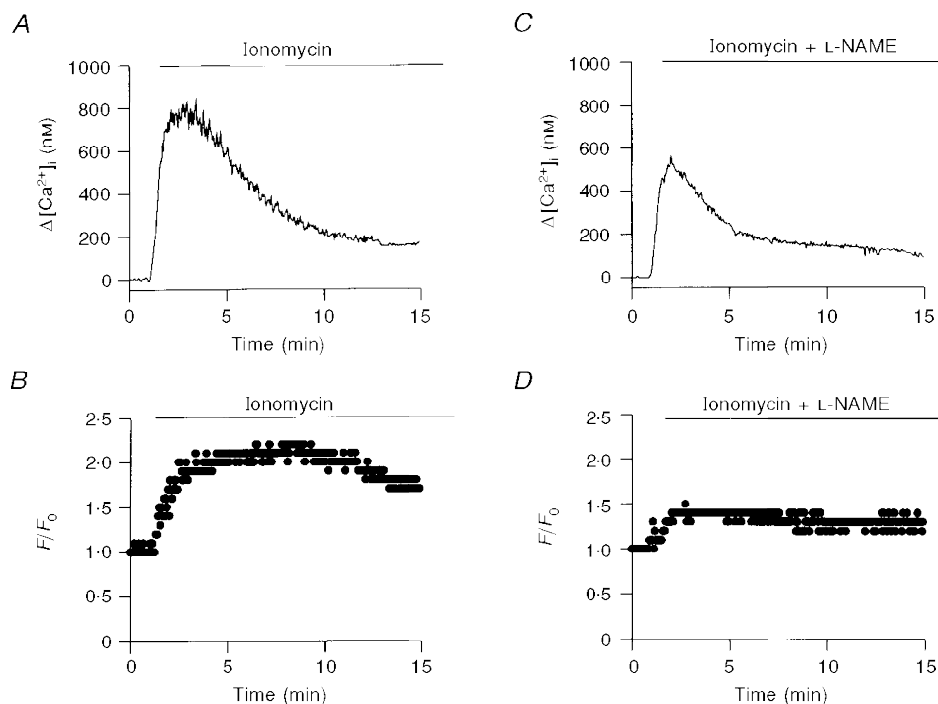 A
Ionomycin
Δ[Ca²⁺]ᵢ (nM)
1000
800
600
400
200
0
0 5 10 15
Time (min)
C
Ionomycin + L-NAME
Δ[Ca²⁺]ᵢ (nM)
1000
800
600
400
200
0
0 5 10 15
Time (min)
B
Ionomycin
F/F₀
2·5
2·0
1·5
1·0
0·5
0
0 5 10 15
Time (min)
D
Ionomycin + L-NAME
F/F₀
2·5
2·0
1·5
1·0
0·5
0
0 5 10 15
Time (min)